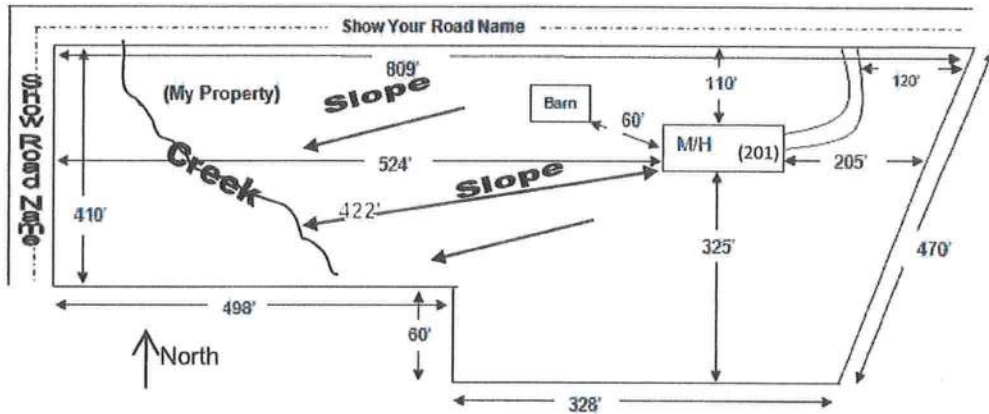 Show Your Road Name
Show Road Name
809'
110'
120'
(My Property)
Slope
Barn
60'
M/H
(201)
524'
205'
Creek
Slope
422'
410'
325'
470'
498'
60'
North
328'